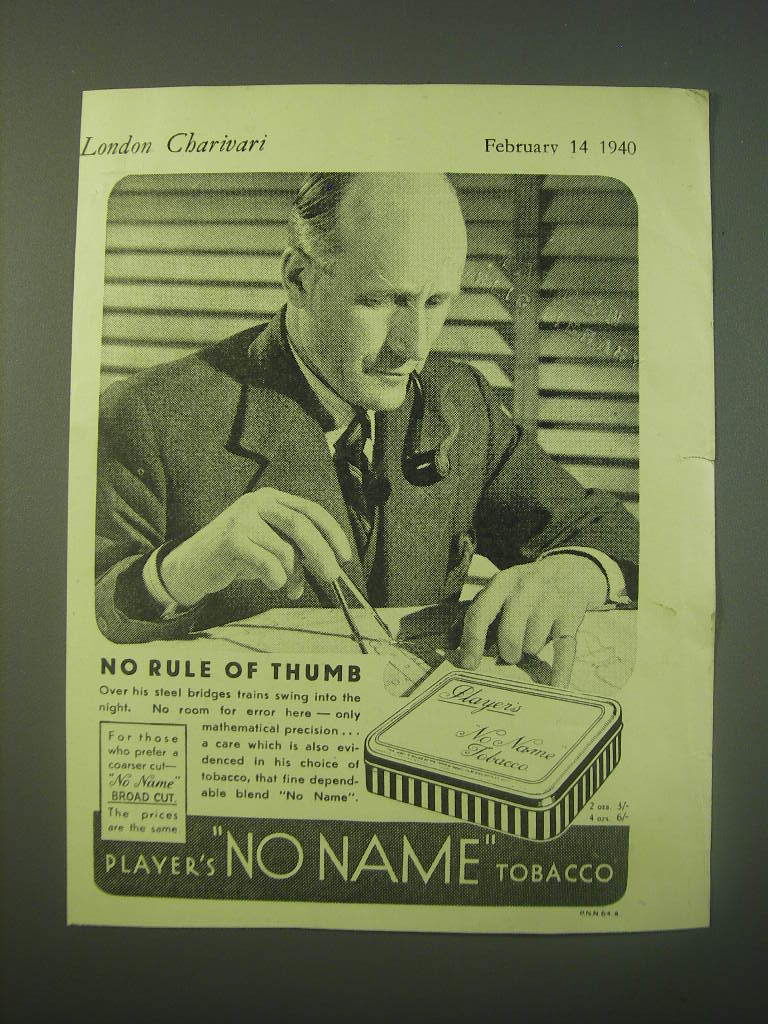 London Charivari
February 14 1940
NO RULE OF THUMB
Over his steel bridges trains swing into the
night. No room for error here — only
mathematical precision...
a care which is also evi-
denced in his choice of
tobacco, that fine depend-
able blend "No Name".
For those
who prefer a
coarser cut—
"No Name"
BROAD CUT.
The prices
are the same
Player's
"No Name"
Tobacco
2 ozs. 3/-
4 ozs. 6/-
PLAYER'S "NO NAME" TOBACCO
P.N.N 64 A